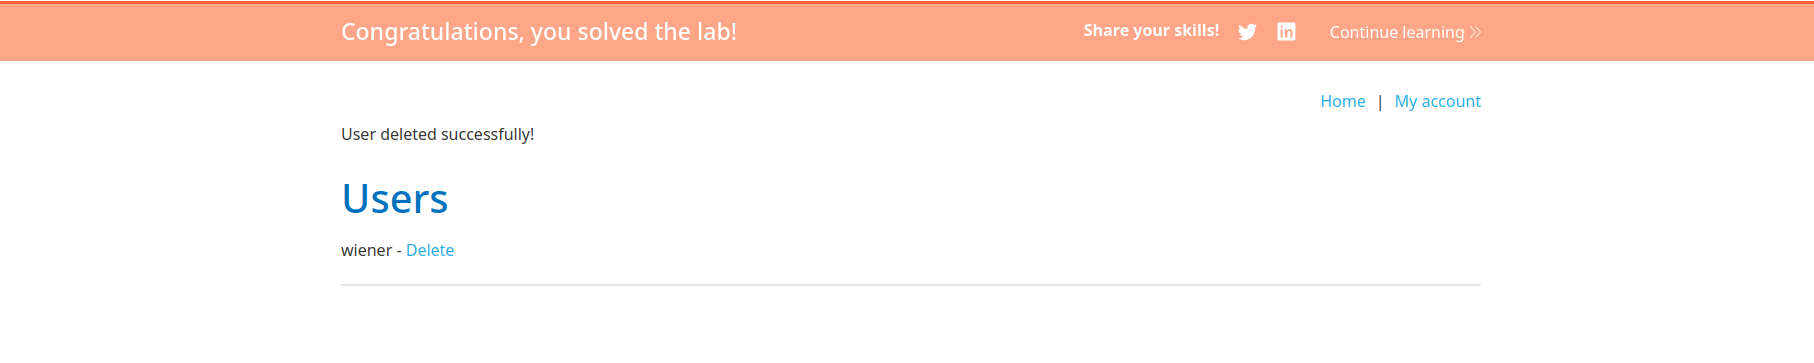 Congratulations, you solved the lab!
Share your skills!
Continue learning
Home | My account
User deleted successfully!
Users
wiener - Delete